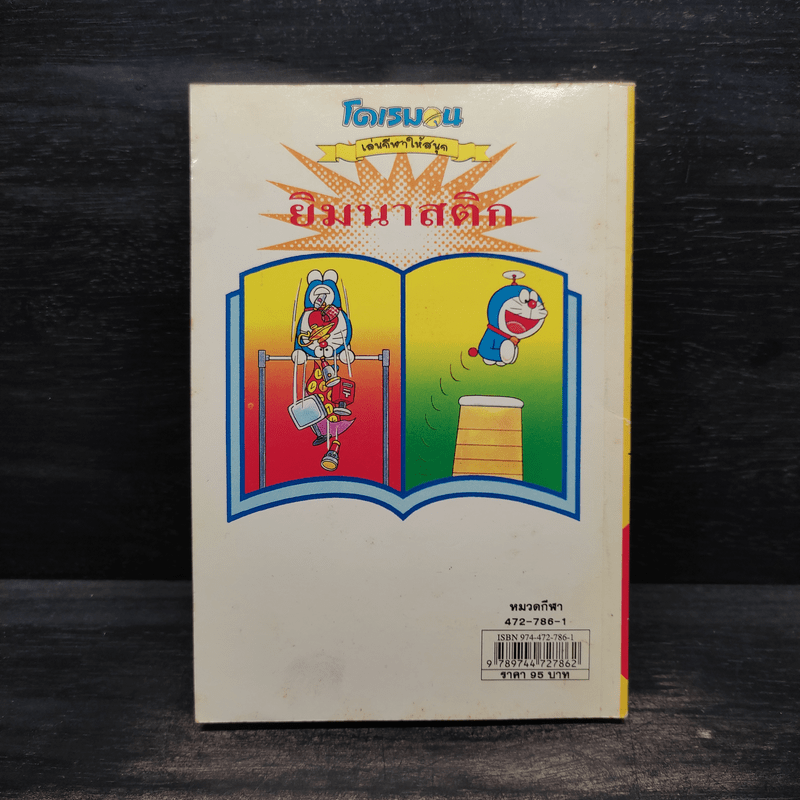 โดเรมอน
เล่นกีฬาให้สนุก
ยิมนาสติก
หมวดกีฬา
472-786-1
ISBN 974-472-786-1
9 789744 727862
ราคา 95 บาท